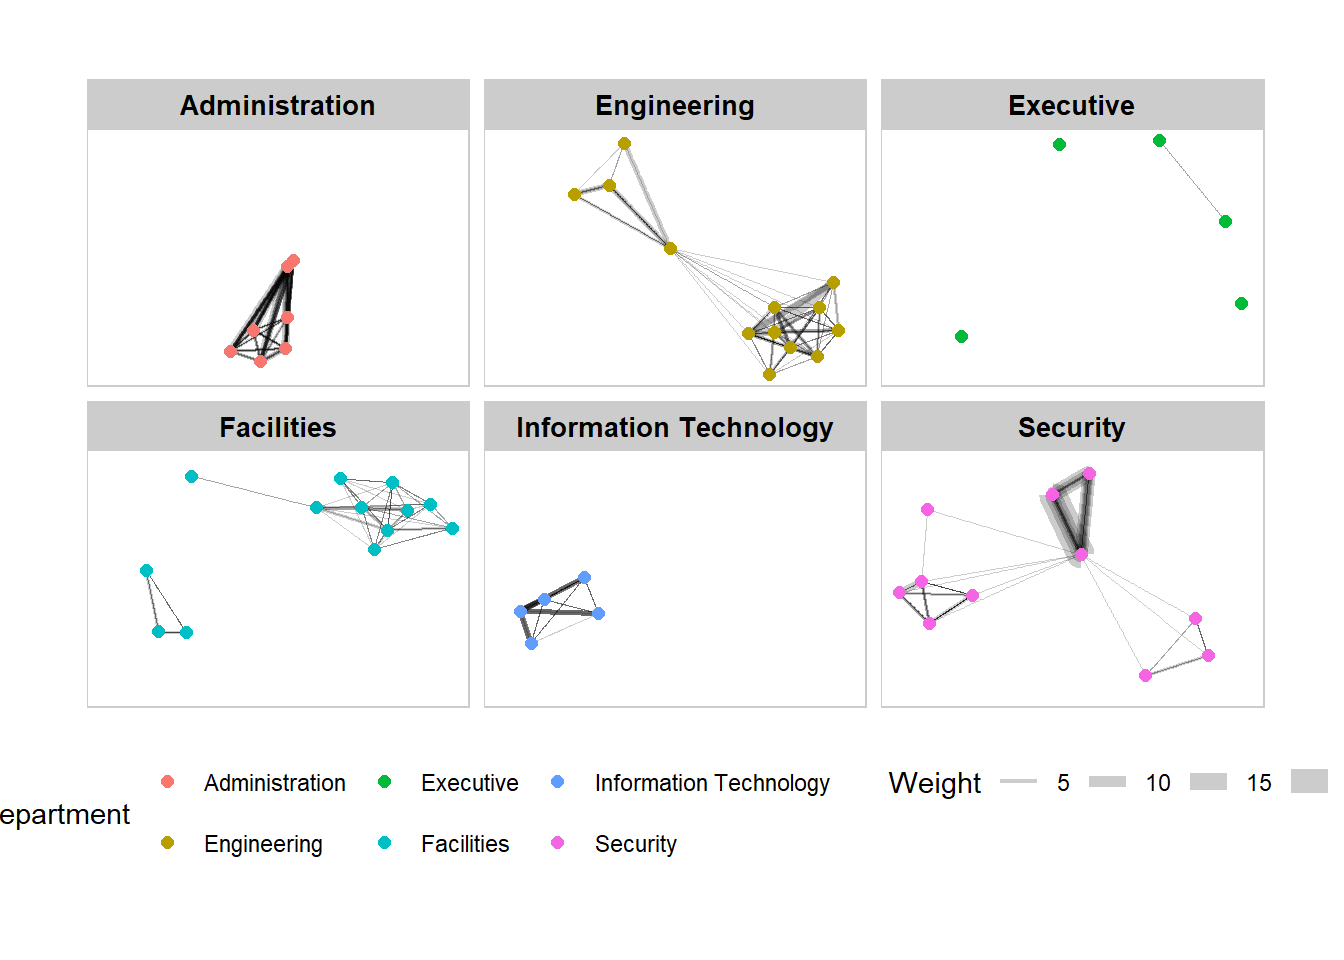 Administration Engineering Executive
Facilities Information Technology Security
Administration Executive Information Technology Weight 5 10 15
epartment
Engineering Facilities Security